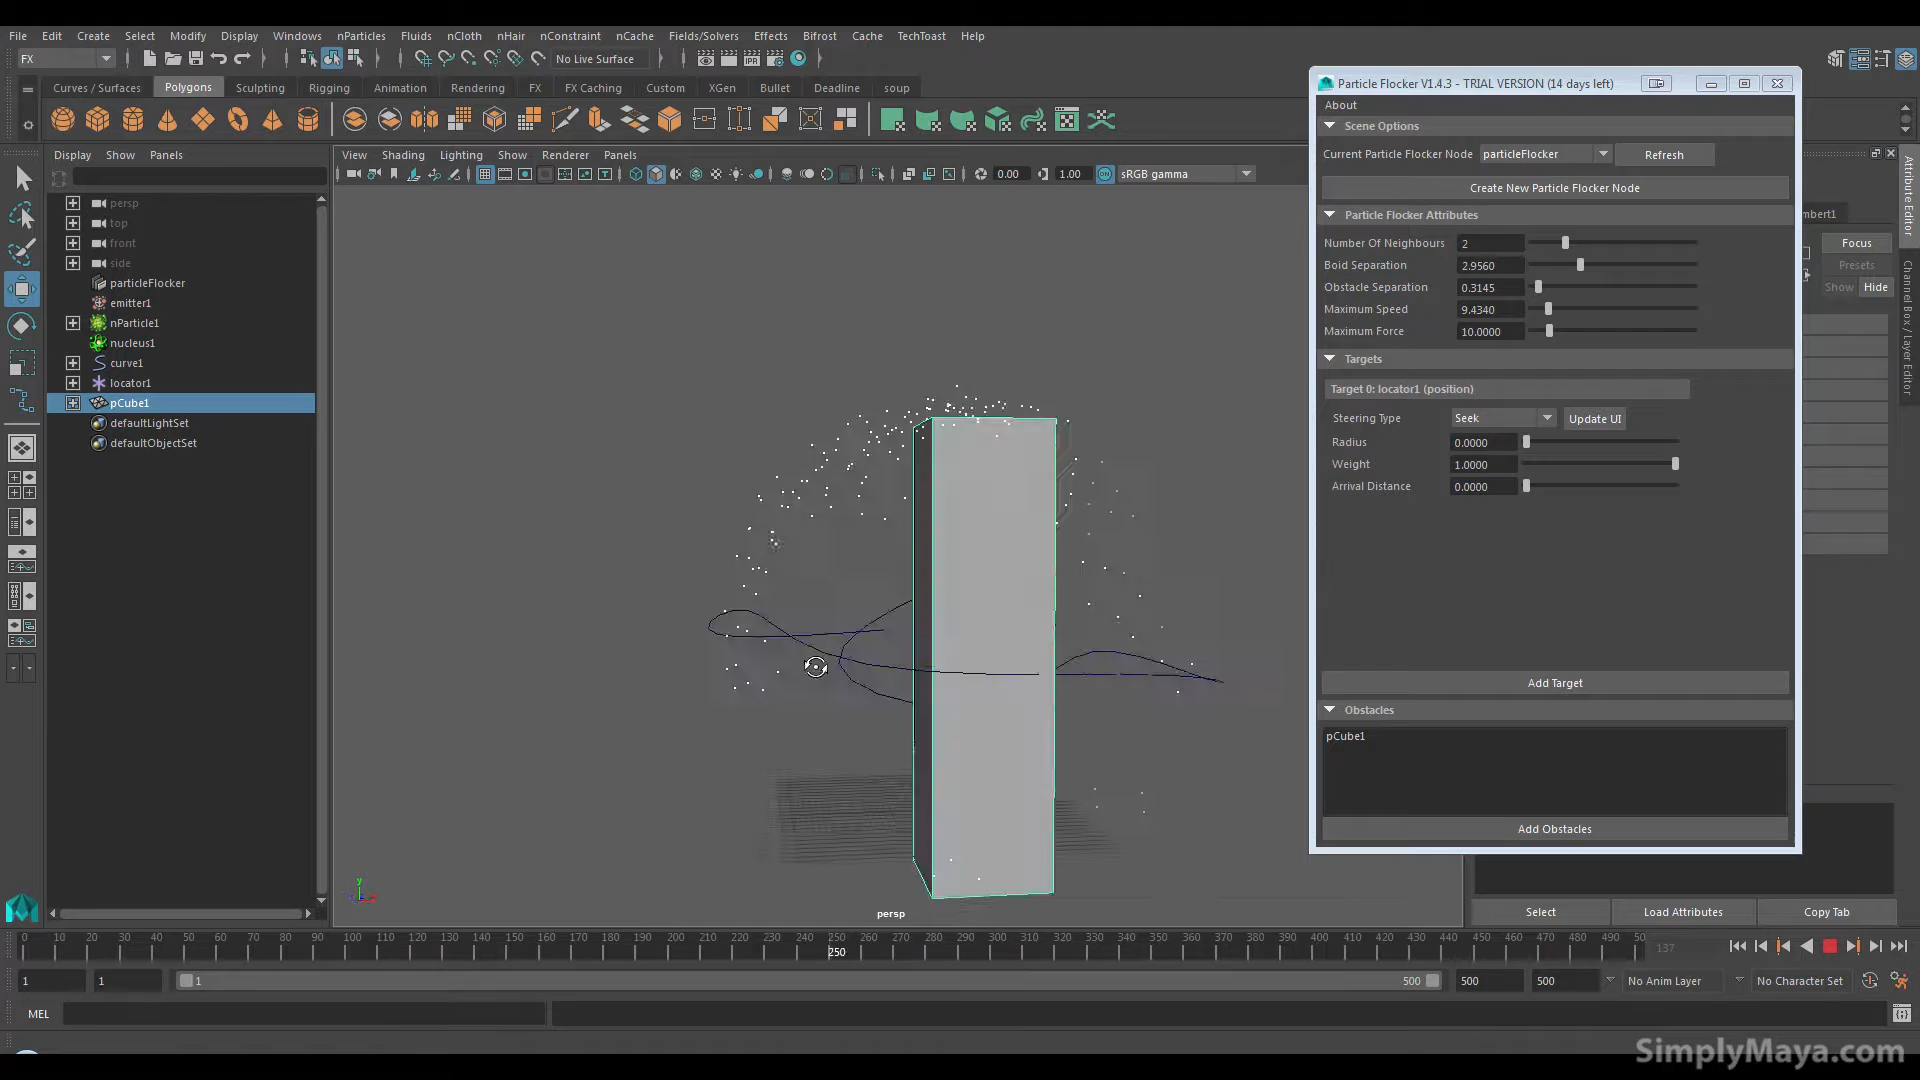 File Edit Create Select Modify Display Windows nParticles Fluids nCloth nHair nConstraint nCache Fields/Solvers Effects Bifrost Cache TechToast Help
FX
No Live Surface
Curves / Surfaces Polygons Sculpting Rigging Animation Rendering FX FX Caching Custom XGen Bullet Deadline soup
Display Show Panels
View Shading Lighting Show Renderer Panels
0.00 1.00 ON sRGB gamma
persp
top
front
side
particleFlocker
emitter1
nParticle1
nucleus1
curve1
locator1
pCube1
defaultLightSet
defaultObjectSet
persp
y
Particle Flocker V1.4.3 - TRIAL VERSION (14 days left)
About
Scene Options
Current Particle Flocker Node particleFlocker Refresh
Create New Particle Flocker Node
Particle Flocker Attributes
Number Of Neighbours 2
Boid Separation 2.9560
Obstacle Separation 0.3145
Maximum Speed 9.4340
Maximum Force 10.0000
Targets
Target 0: locator1 (position)
Steering Type Seek Update UI
Radius 0.0000
Weight 1.0000
Arrival Distance 0.0000
Add Target
Obstacles
pCube1
Add Obstacles
mbert1
Focus
Presets
Show Hide
Attribute Editor
Channel Box / Layer Editor
Select Load Attributes Copy Tab
0 10 20 30 40 50 60 70 80 90 100 110 120 130 140 150 160 170 180 190 200 210 220 230 240 250 260 270 280 290 300 310 320 330 340 350 360 370 380 390 400 410 420 430 440 450 460 470 480 490 50
250
137
1 1 1 500 500 500 No Anim Layer No Character Set
MEL
SimplyMaya.com